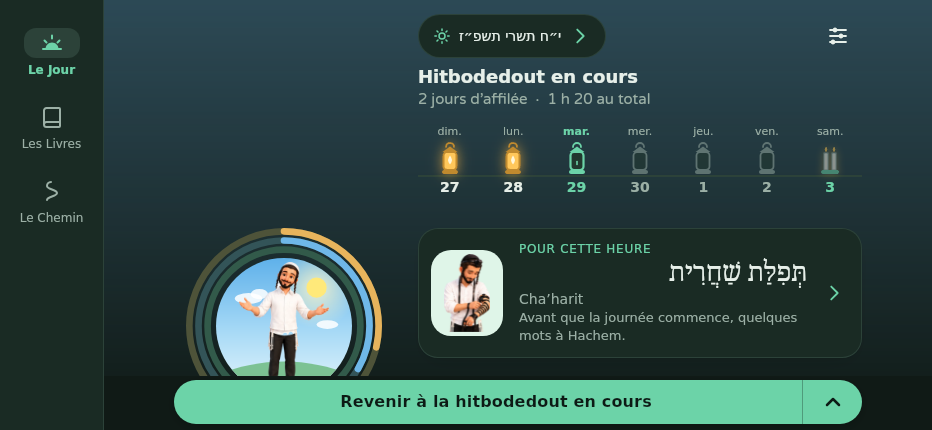 Le Jour
Les Livres
Le Chemin
י״ח תשרי תשפ״ז
Hitbodedout en cours
2 jours d'affilée · 1 h 20 au total
dim. lun. mar. mer. jeu. ven. sam.
27 28 29 30 1 2 3
POUR CETTE HEURE
תְּפִלַּת שַׁחֲרִית
Cha'harit
Avant que la journée commence, quelques
mots à Hachem.
Revenir à la hitbodedout en cours